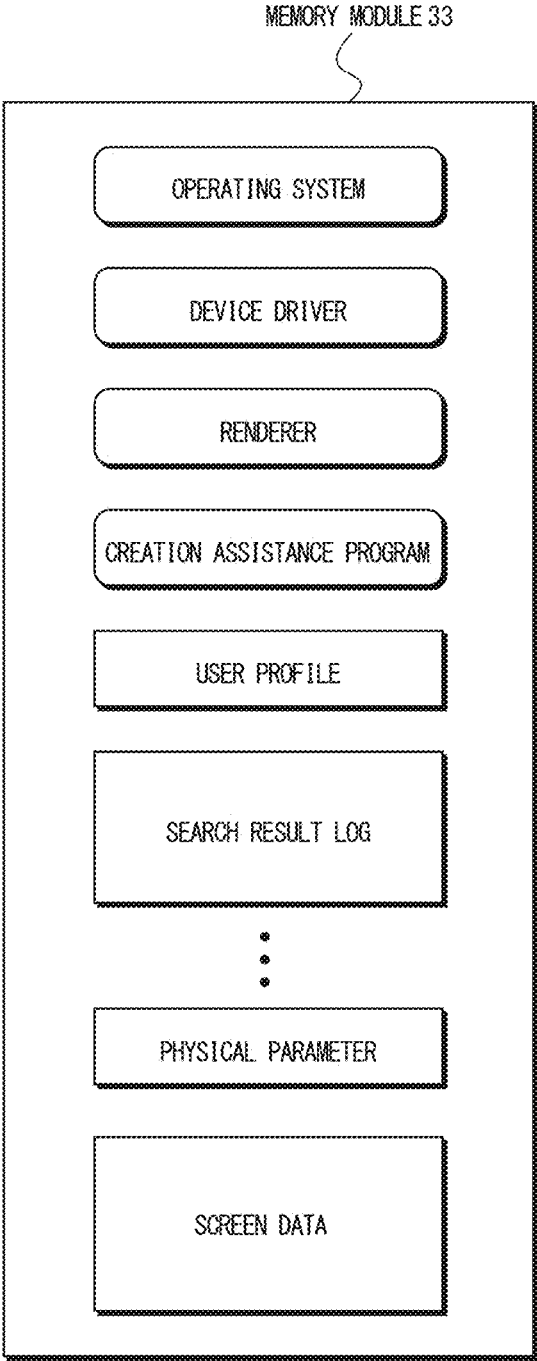 MEMORY MODULE 33
OPERATING SYSTEM
DEVICE DRIVER
RENDERER
CREATION ASSISTANCE PROGRAM
USER PROFILE
SEARCH RESULT LOG
PHYSICAL PARAMETER
SCREEN DATA